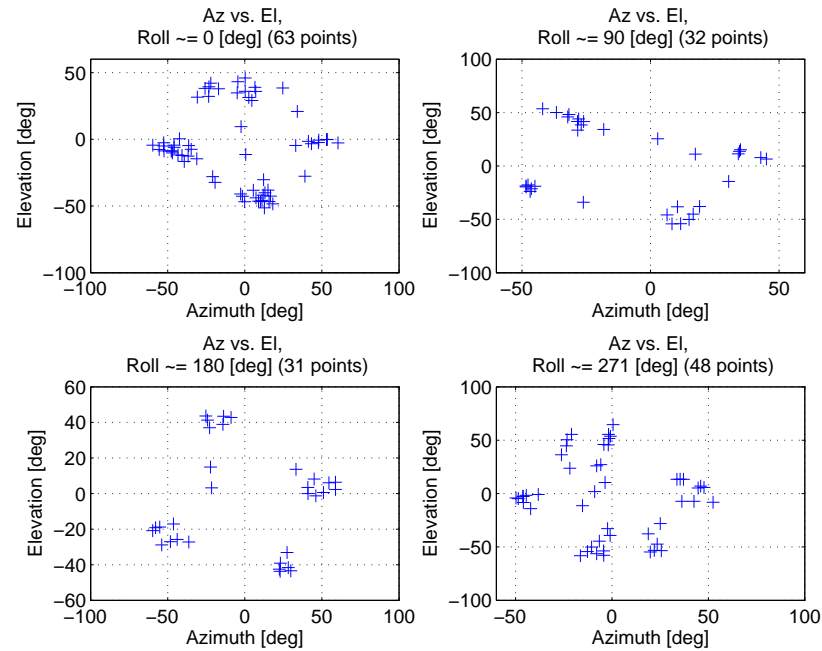 Az vs. El,
Roll ~= 0 [deg] (63 points)
50
0
−50
−100
−100
−50
0
50
100
Elevation [deg]
Azimuth [deg]
Az vs. El,
Roll ~= 90 [deg] (32 points)
100
50
0
−50
−100
−50
0
50
Elevation [deg]
Azimuth [deg]
Az vs. El,
Roll ~= 180 [deg] (31 points)
60
40
20
0
−20
−40
−60
−100
−50
0
50
100
Elevation [deg]
Azimuth [deg]
Az vs. El,
Roll ~= 271 [deg] (48 points)
100
50
0
−50
−100
−50
0
50
100
Elevation [deg]
Azimuth [deg]